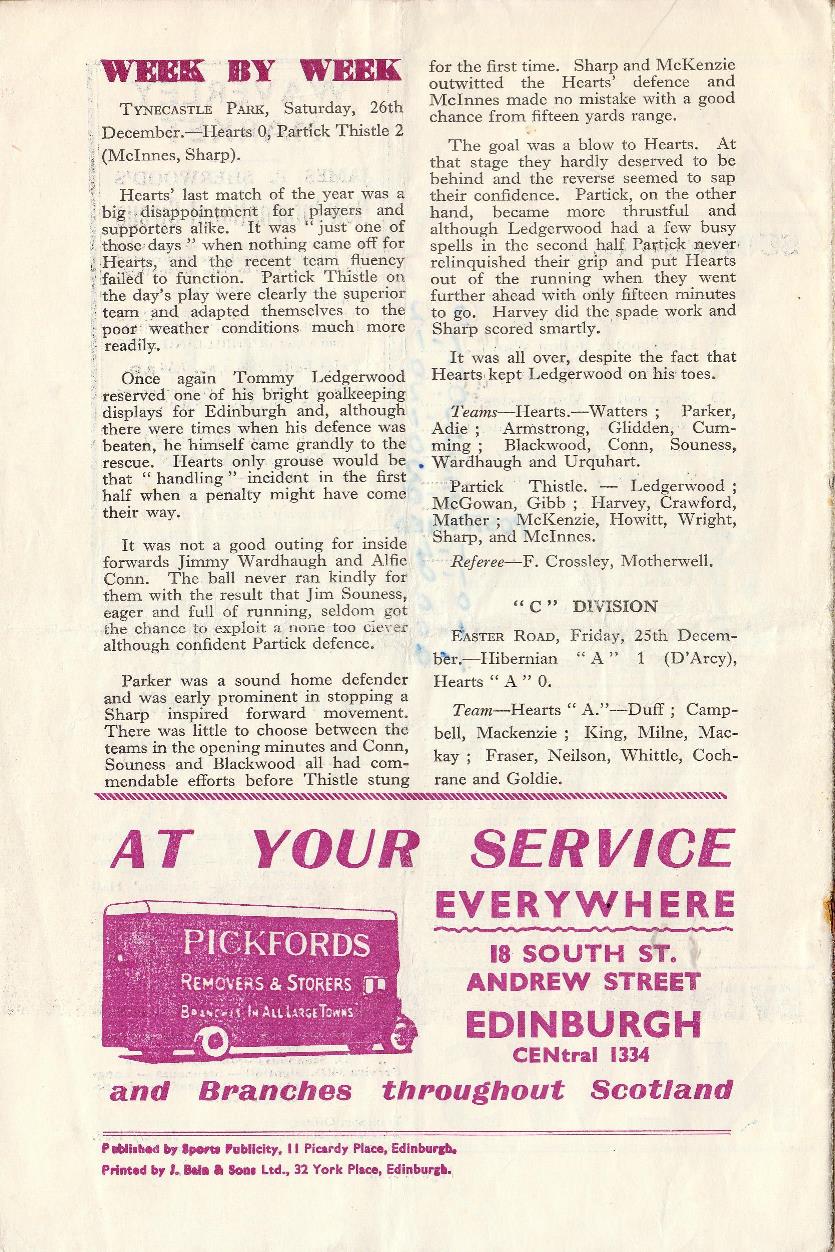 WEEK BY WEEK
TYNECASTLE PARK, Saturday, 26th
December.—Hearts 0, Partick Thistle 2
(McInnes, Sharp).
Hearts' last match of the year was a
big disappointment for players and
supporters alike. It was "just one of
those days" when nothing came off for
Hearts, and the recent team fluency
failed to function. Partick Thistle on
the day's play were clearly the superior
team and adapted themselves to the
poor weather conditions much more
readily.
Once again Tommy Ledgerwood
reserved one of his bright goalkeeping
displays for Edinburgh and, although
there were times when his defence was
beaten, he himself came grandly to the
rescue. Hearts only grouse would be
that "handling" incident in the first
half when a penalty might have come
their way.
It was not a good outing for inside
forwards Jimmy Wardhaugh and Alfie
Conn. The ball never ran kindly for
them with the result that Jim Souness,
eager and full of running, seldom got
the chance to exploit a none too clever
although confident Partick defence.
Parker was a sound home defender
and was early prominent in stopping a
Sharp inspired forward movement.
There was little to choose between the
teams in the opening minutes and Conn,
Souness and Blackwood all had com-
mendable efforts before Thistle stung
for the first time. Sharp and McKenzie
outwitted the Hearts' defence and
McInnes made no mistake with a good
chance from fifteen yards range.
The goal was a blow to Hearts. At
that stage they hardly deserved to be
behind and the reverse seemed to sap
their confidence. Partick, on the other
hand, became more thrustful and
although Ledgerwood had a few busy
spells in the second half Partick never
relinquished their grip and put Hearts
out of the running when they went
further ahead with only fifteen minutes
to go. Harvey did the spade work and
Sharp scored smartly.
It was all over, despite the fact that
Hearts kept Ledgerwood on his toes.
Teams—Hearts.—Watters ; Parker,
Adie ; Armstrong, Glidden, Cum-
ming ; Blackwood, Conn, Souness,
Wardhaugh and Urquhart.
Partick Thistle. — Ledgerwood ;
McGowan, Gibb ; Harvey, Crawford,
Mather ; McKenzie, Howitt, Wright,
Sharp, and McInnes.
Referee—F. Crossley, Motherwell.
"C" DIVISION
EASTER ROAD, Friday, 25th Decem-
ber.—Hibernian "A" 1 (D'Arcy),
Hearts "A" 0.
Team—Hearts "A."—Duff ; Camp-
bell, Mackenzie ; King, Milne, Mac-
kay ; Fraser, Neilson, Whittle, Coch-
rane and Goldie.
AT YOUR SERVICE
EVERYWHERE
PICKFORDS
REMOVERS & STORERS
BRANCHES IN ALL LARGE TOWNS
18 SOUTH ST.
ANDREW STREET
EDINBURGH
CENtral 1334
and Branches throughout Scotland
Published by Sports Publicity, 11 Picardy Place, Edinburgh.
Printed by J. Bain & Sons Ltd., 32 York Place, Edinburgh.